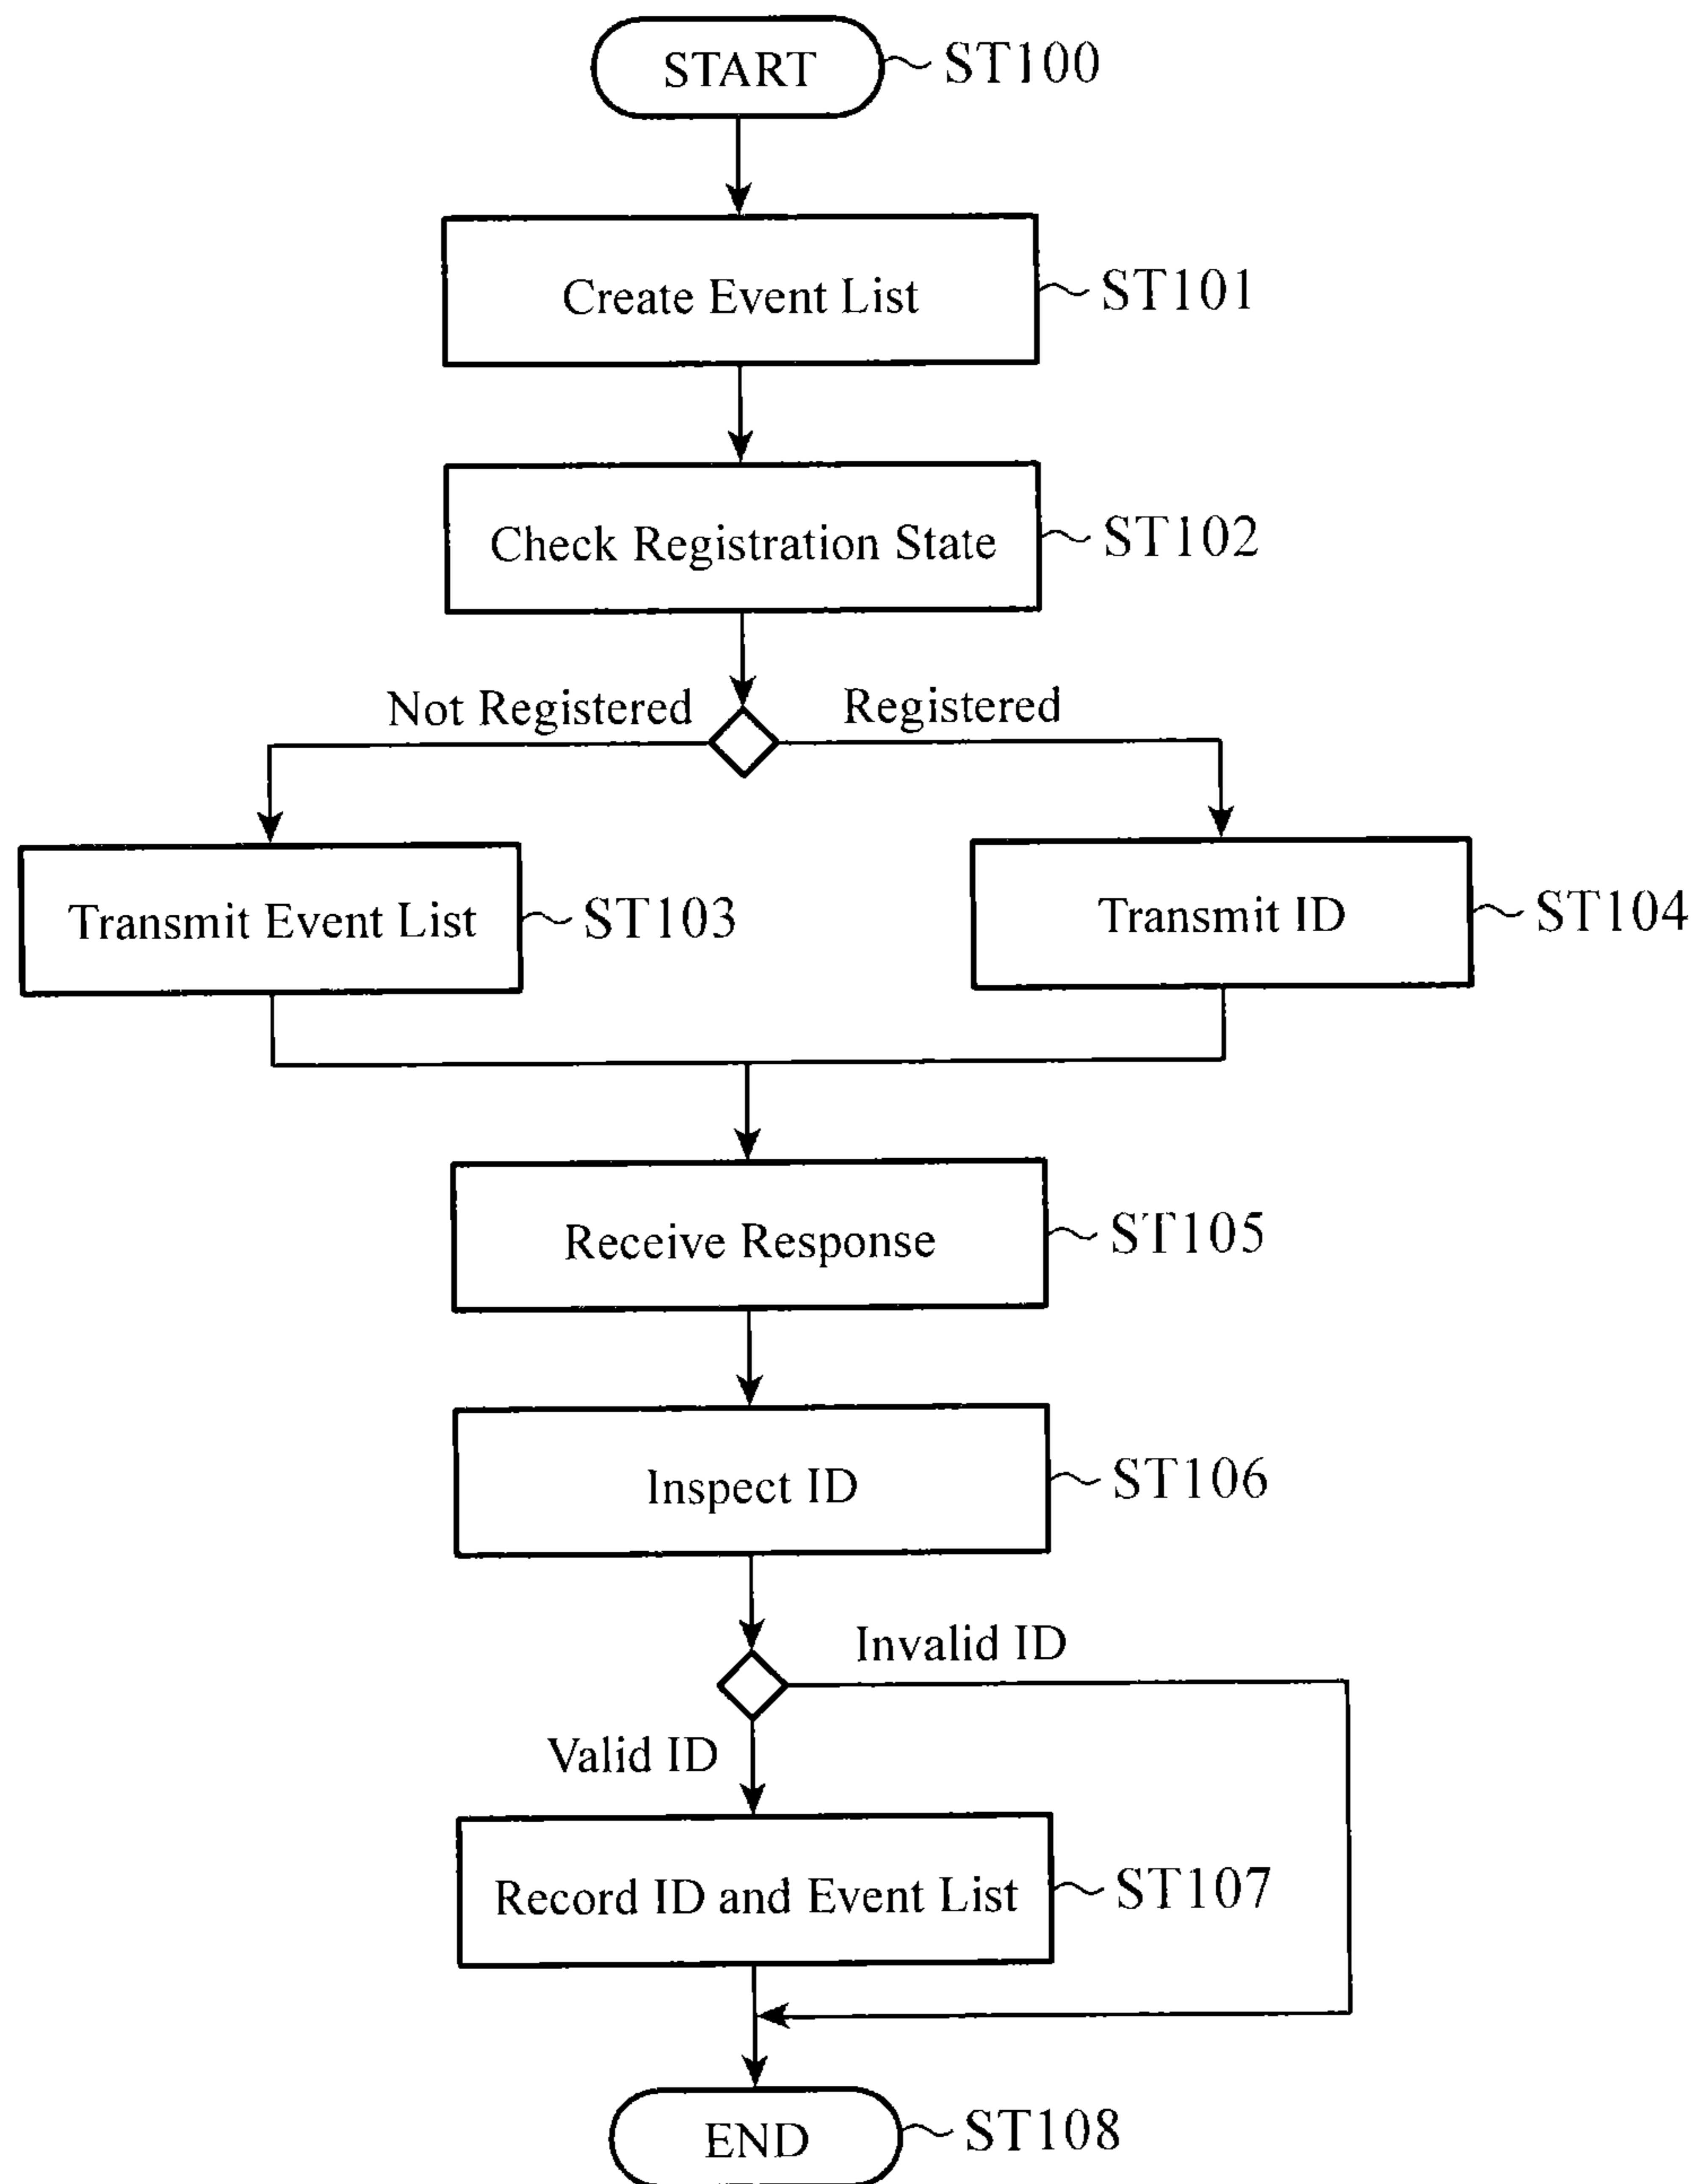 START ST100
Create Event List ST101
Check Registration State ST102
Not Registered Registered
Transmit Event List ST103 Transmit ID ST104
Receive Response ST105
Inspect ID ST106
Invalid ID
Valid ID
Record ID and Event List ST107
END ST108